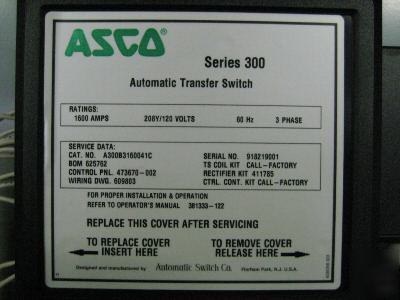 ASCO Series 300
Automatic Transfer Switch
RATINGS:
1600 AMPS 208Y/120 VOLTS 60 Hz 3 PHASE
SERVICE DATA:
CAT. NO. A300B3160041C SERIAL NO. 918219001
BOM 625762 TS COIL KIT CALL-FACTORY
CONTROL PNL. 473670-002 RECTIFIER KIT 411785
WIRING DWG. 609803 CTRL. CONT. KIT CALL-FACTORY
FOR PROPER INSTALLATION & OPERATION
REFER TO OPERATOR'S MANUAL 381333-122
REPLACE THIS COVER AFTER SERVICING
TO REPLACE COVER TO REMOVE COVER
INSERT HERE RELEASE HERE
Designed and manufactured by Automatic Switch Co. Florham Park, N.J. U.S.A.